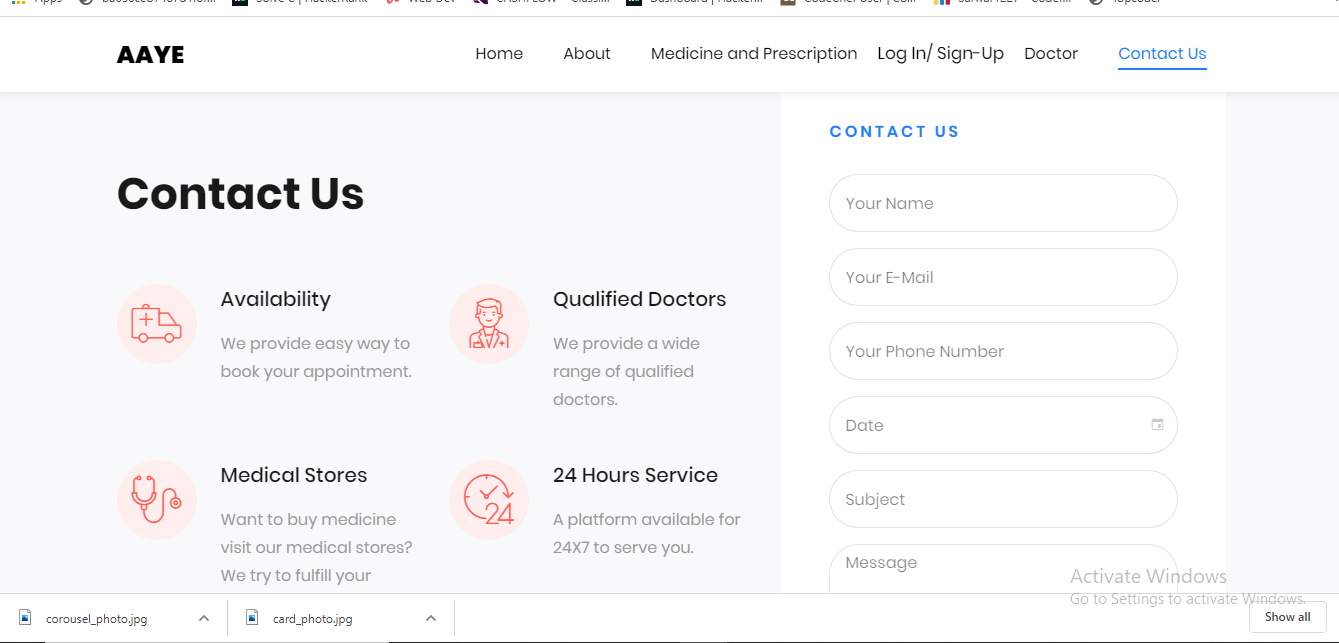 Apps
AAYE
Home
About
Medicine and Prescription
Log In/ Sign-Up
Doctor
Contact Us
CONTACT US
Contact Us
Your Name
Your E-Mail
Availability
We provide easy way to
book your appointment.
Qualified Doctors
We provide a wide
range of qualified
doctors.
Your Phone Number
Date
Medical Stores
Want to buy medicine
visit our medical stores?
We try to fulfill your
24 Hours Service
A platform available for
24X7 to serve you.
24
Subject
Message
Activate Windows
Go to Settings to activate Windows.
corousel_photo.jpg
card_photo.jpg
Show all